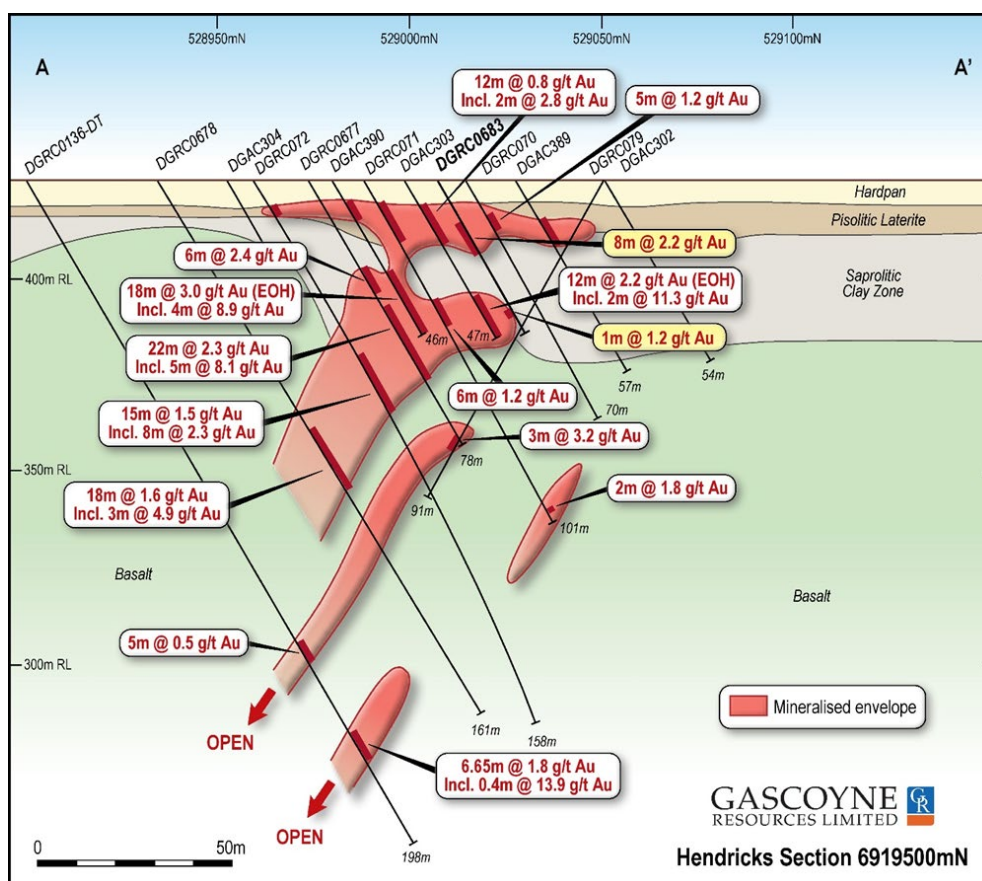 528950mN
529000mN
529050mN
529100mN
A
A'
12m @ 0.8 g/t Au
Incl. 2m @ 2.8 g/t Au
5m @ 1.2 g/t Au
DGRC0136-DT
DGRC0678
DGAC304
DGRC072
DGRC0677
DGAC390
DGRC071
DGAC303
DGRC0683
DGRC070
DGAC389
DGRC079
DGAC302
Hardpan
Pisolitic Laterite
8m @ 2.2 g/t Au
6m @ 2.4 g/t Au
400m RL
Saprolitic
Clay Zone
12m @ 2.2 g/t Au (EOH)
Incl. 2m @ 11.3 g/t Au
18m @ 3.0 g/t Au (EOH)
Incl. 4m @ 8.9 g/t Au
46m
47m
1m @ 1.2 g/t Au
22m @ 2.3 g/t Au
Incl. 5m @ 8.1 g/t Au
57m
54m
6m @ 1.2 g/t Au
70m
15m @ 1.5 g/t Au
Incl. 8m @ 2.3 g/t Au
3m @ 3.2 g/t Au
78m
350m RL
18m @ 1.6 g/t Au
Incl. 3m @ 4.9 g/t Au
2m @ 1.8 g/t Au
91m
101m
Basalt
Basalt
5m @ 0.5 g/t Au
300m RL
Mineralised envelope
161m
158m
OPEN
6.65m @ 1.8 g/t Au
Incl. 0.4m @ 13.9 g/t Au
OPEN
GASCOYNE
RESOURCES LIMITED
GR
0
50m
198m
Hendricks Section 6919500mN